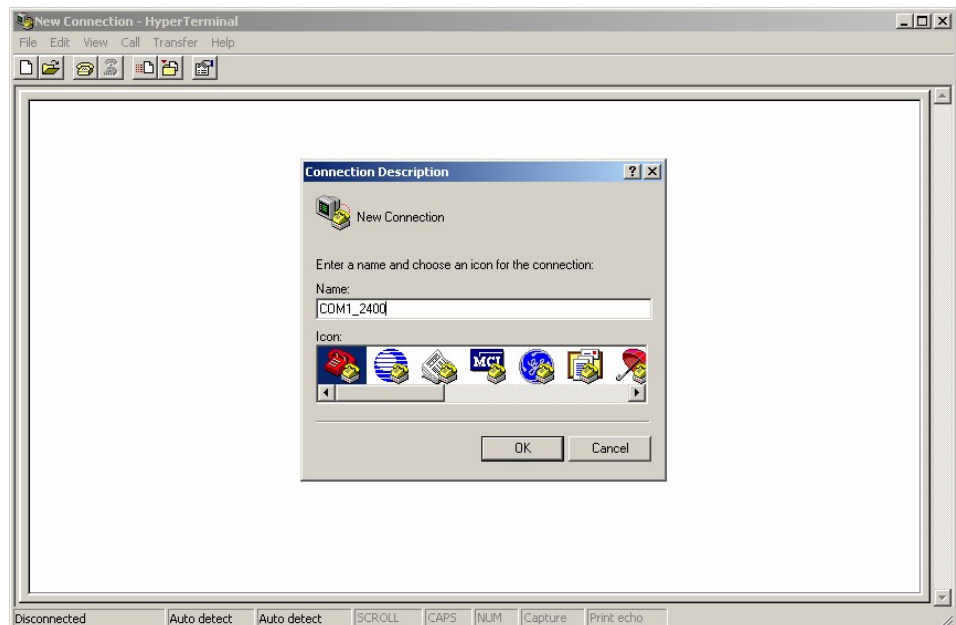 New Connection - HyperTerminal
File Edit View Call Transfer Help
Connection Description
New Connection
Enter a name and choose an icon for the connection:
Name:
COM1_2400
Icon:
MCI
OK Cancel
Disconnected Auto detect Auto detect SCROLL CAPS NUM Capture Print echo